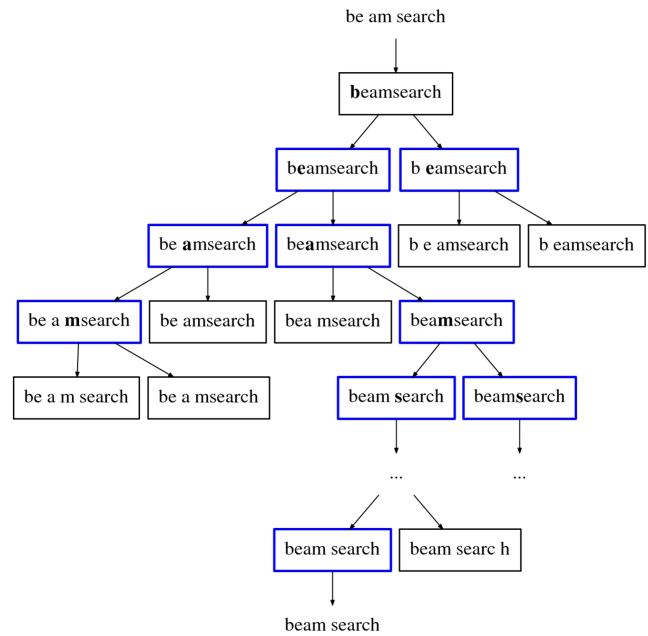 be am search
beamsearch
beamsearch
b eamsearch
be amsearch
beamsearch
b e amsearch
b eamsearch
be a msearch
be amsearch
bea msearch
beamsearch
be a m search
be a msearch
beam search
beamsearch
...
...
beam search
beam searc h
beam search